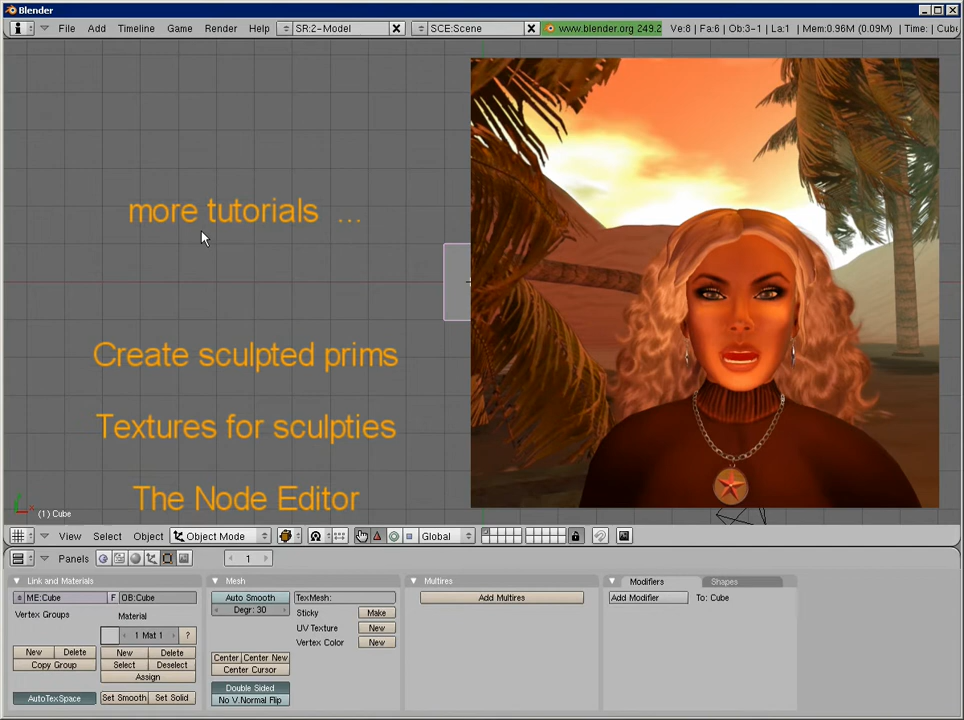 Blender
File Add Timeline Game Render Help SR:2-Model SCE:Scene www.blender.org 249.2 Ve:8 | Fa:6 | Ob:3-1 | La:1 | Mem:0.96M (0.09M) | Time: | Cube
more tutorials ...
Create sculpted prims
Textures for sculpties
The Node Editor
(1) Cube
View Select Object Object Mode Global
Panels 1
Link and Materials Mesh Multires Modifiers Shapes
ME:Cube F OB:Cube Auto Smooth TexMesh: Add Multires Add Modifier To: Cube
Degr: 30
Vertex Groups Material Sticky Make
1 Mat 1 ? UV Texture New
Vertex Color New
New Delete New Delete Center Center New
Copy Group Select Deselect Center Cursor
Assign
Double Sided
AutoTexSpace Set Smooth Set Solid No V.Normal Flip